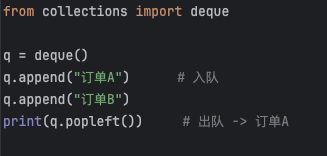 from collections import deque
q = deque()
q.append("订单A")      # 入队
q.append("订单B")
print(q.popleft())     # 出队 -> 订单A